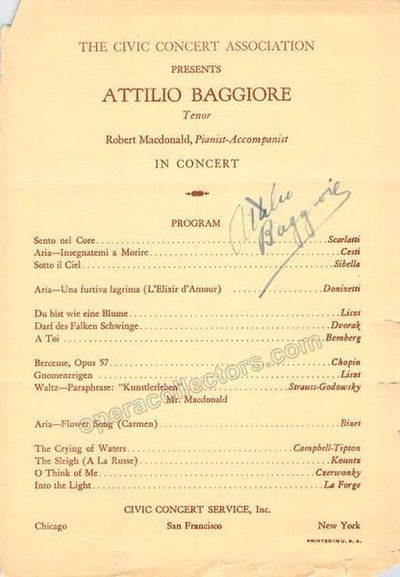 THE CIVIC CONCERT ASSOCIATION
PRESENTS
ATTILIO BAGGIORE
Tenor
Robert Macdonald, Pianist-Accompanist
IN CONCERT
Attilio
Baggiore
PROGRAM
Sento nel Core Scarlatti
Aria—Insegnatemi a Morire Cesti
Sotto il Ciel Sibella
Aria—Una furtiva lagrima (L'Elixir d'Amour) Donizetti
Du bist wie eine Blume Liszt
Darf des Falken Schwinge Dvorak
A Toi Bemberg
Berceuse, Opus 57 Chopin
Gnomenreigen Liszt
Waltz—Paraphrase: "Kunstlerleben" Strauss-Godowsky
Mr. Macdonald
Aria—Flower Song (Carmen) Bizet
The Crying of Waters Campbell-Tipton
The Sleigh (A La Russe) Kountz
O Think of Me Czerwonky
Into the Light La Forge
CIVIC CONCERT SERVICE, Inc.
Chicago San Francisco New York
PRINTED IN U. S. A.
operacollectors.com